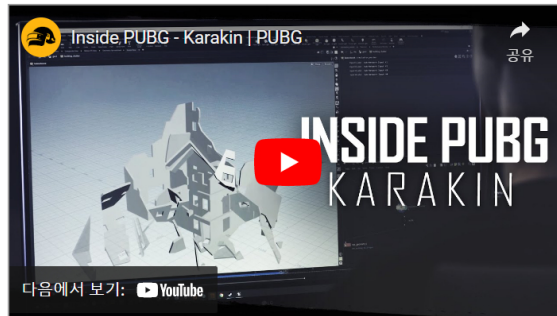 Inside PUBG - Karakin | PUBG
공유
INSIDE PUBG
KARAKIN
다음에서 보기: YouTube